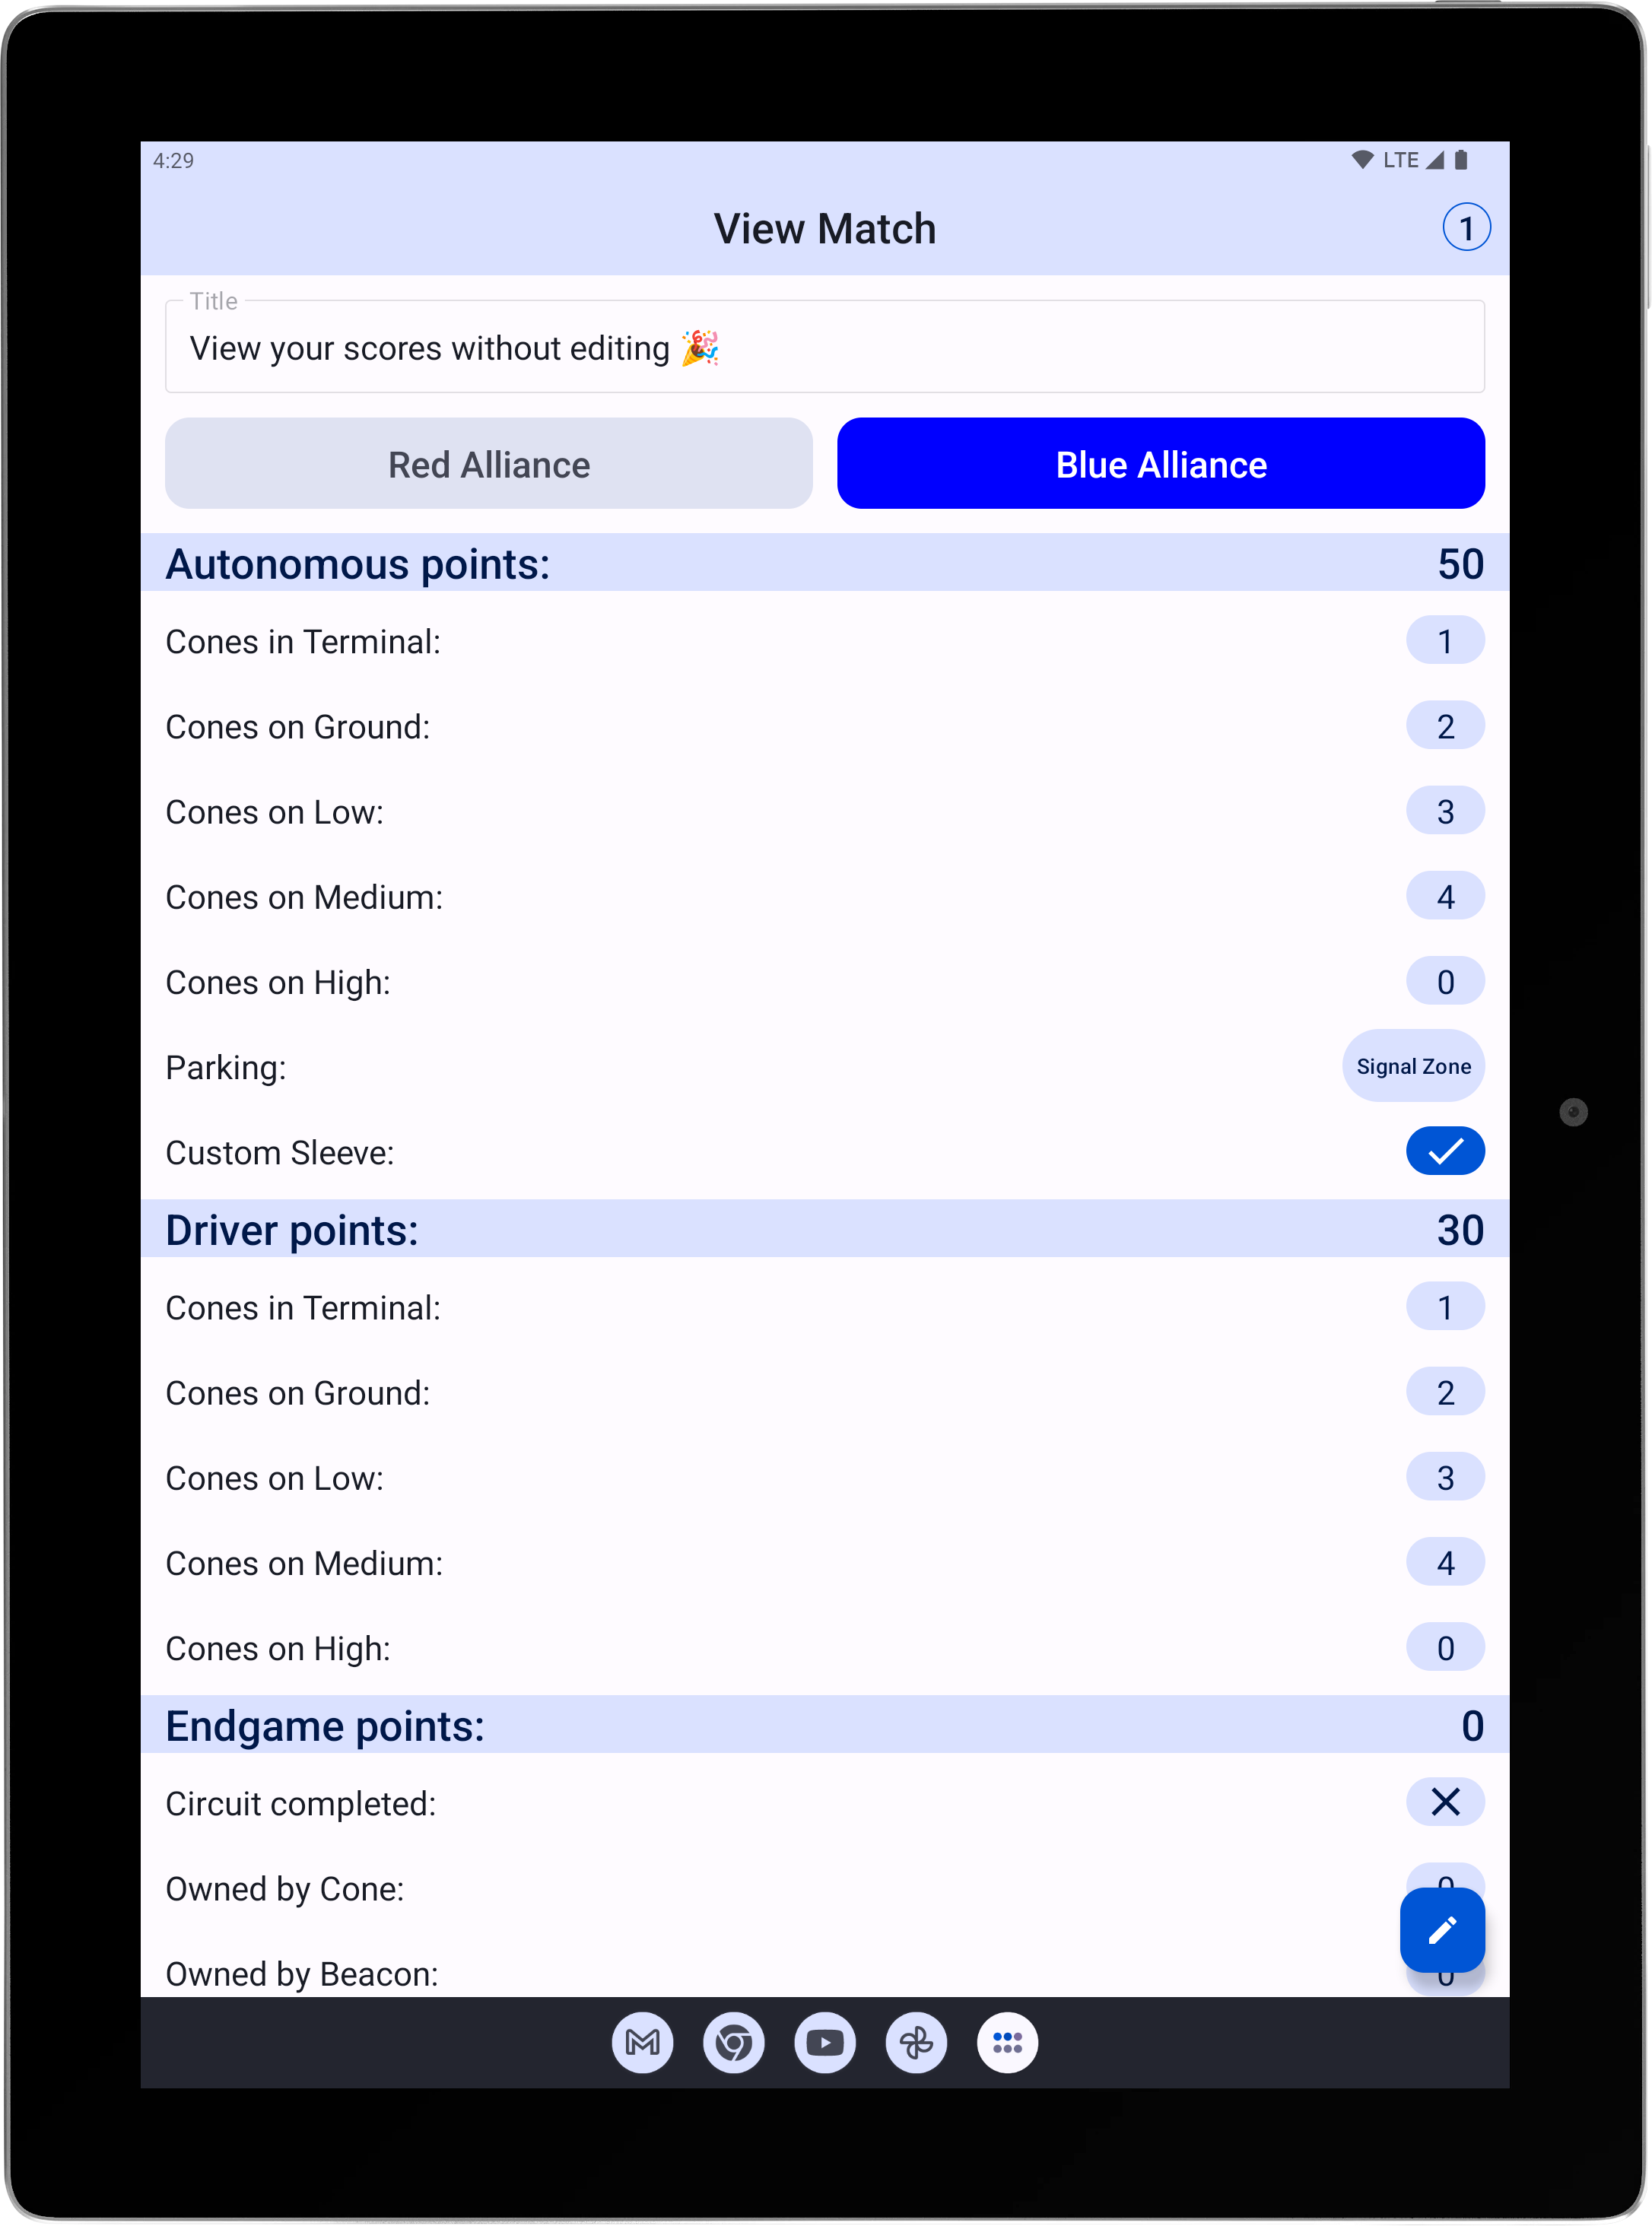 4:29 LTE
View Match 1
Title
View your scores without editing 🎉
Red Alliance Blue Alliance
Autonomous points: 50
Cones in Terminal: 1
Cones on Ground: 2
Cones on Low: 3
Cones on Medium: 4
Cones on High: 0
Parking: Signal Zone
Custom Sleeve:
Driver points: 30
Cones in Terminal: 1
Cones on Ground: 2
Cones on Low: 3
Cones on Medium: 4
Cones on High: 0
Endgame points: 0
Circuit completed:
Owned by Cone: 0
Owned by Beacon: 0